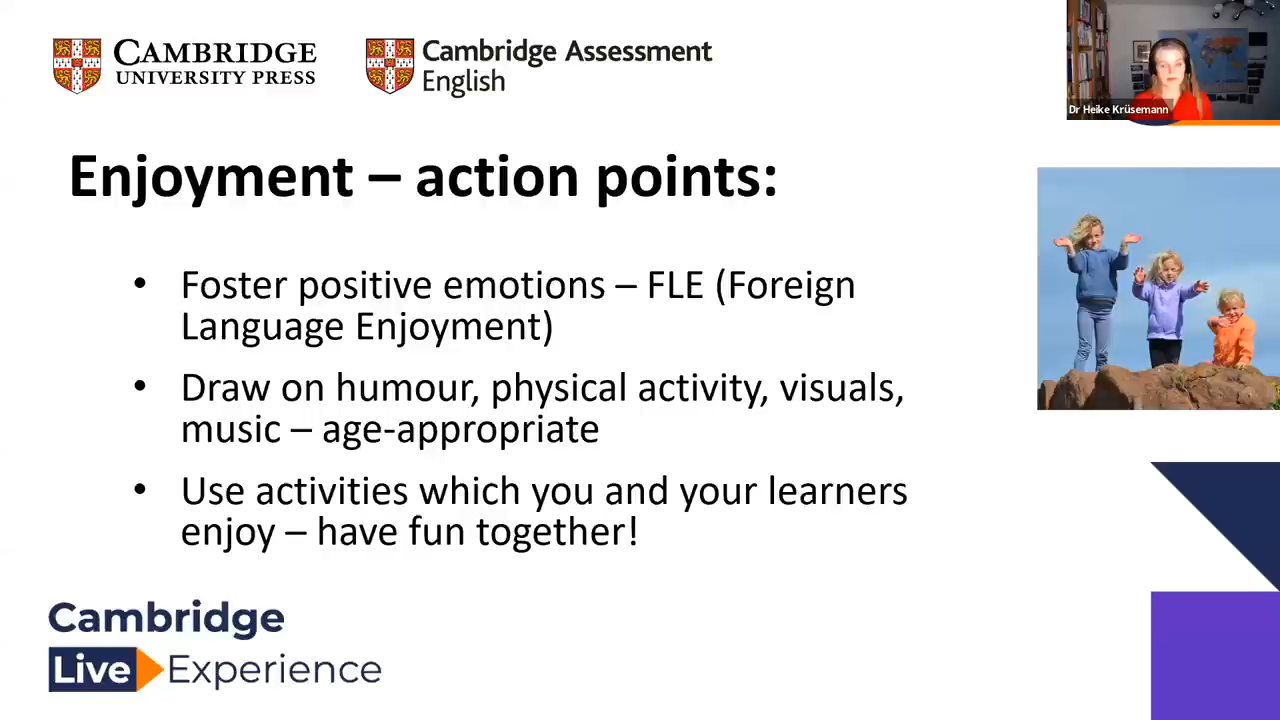 CAMBRIDGE
UNIVERSITY PRESS
Cambridge Assessment
English
Dr Heike Krüsemann
Enjoyment – action points:
• Foster positive emotions – FLE (Foreign
Language Enjoyment)
• Draw on humour, physical activity, visuals,
music – age-appropriate
• Use activities which you and your learners
enjoy – have fun together!
Cambridge
Live Experience